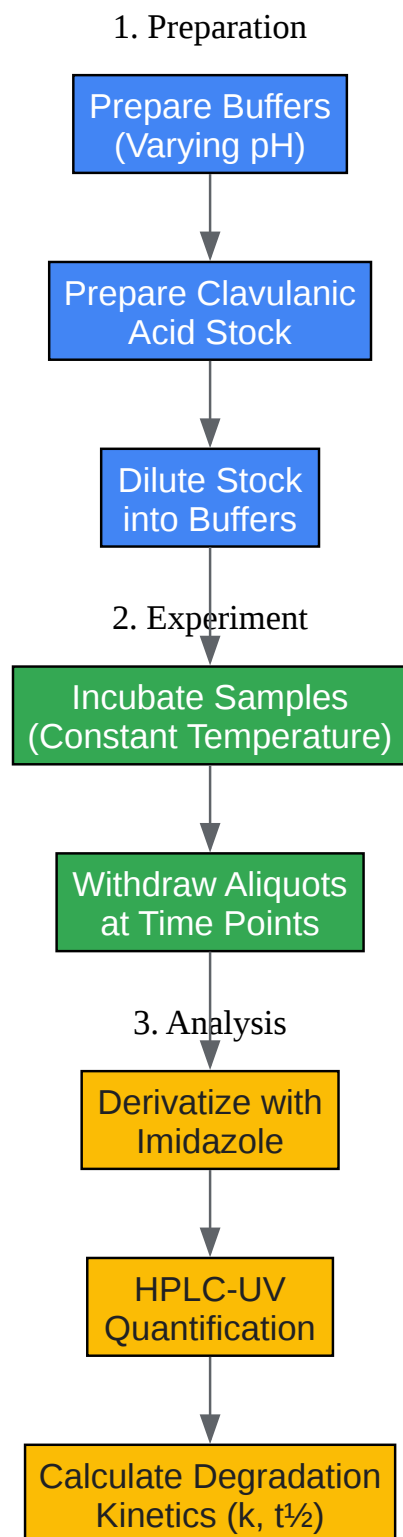 1. Preparation
Prepare Buffers
(Varying pH)
Prepare Clavulanic
Acid Stock
Dilute Stock
into Buffers
2. Experiment
Incubate Samples
(Constant Temperature)
Withdraw Aliquots
at Time Points
3. Analysis
Derivatize with
Imidazole
HPLC-UV
Quantification
Calculate Degradation
Kinetics (k, t½)